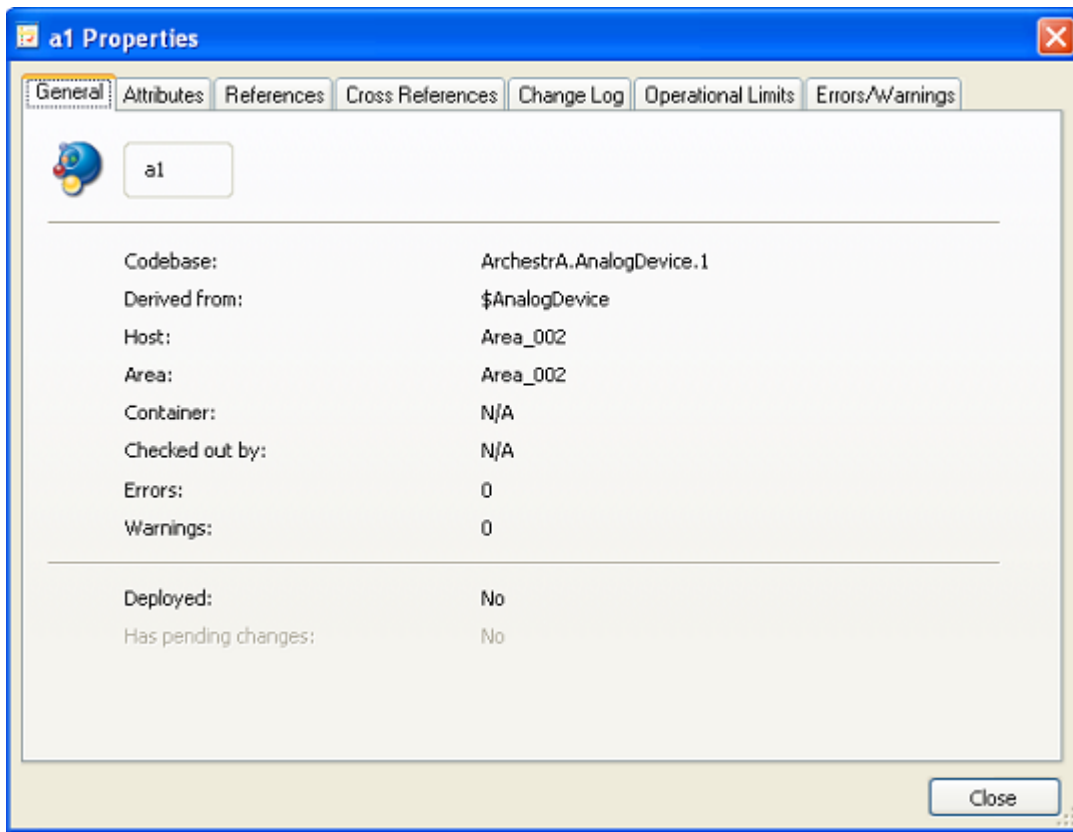 a1 Properties
General Attributes References Cross References Change Log Operational Limits Errors/Warnings
a1
Codebase: ArchestrA.AnalogDevice.1
Derived from: $AnalogDevice
Host: Area_002
Area: Area_002
Container: N/A
Checked out by: N/A
Errors: 0
Warnings: 0
Deployed: No
Has pending changes: No
Close